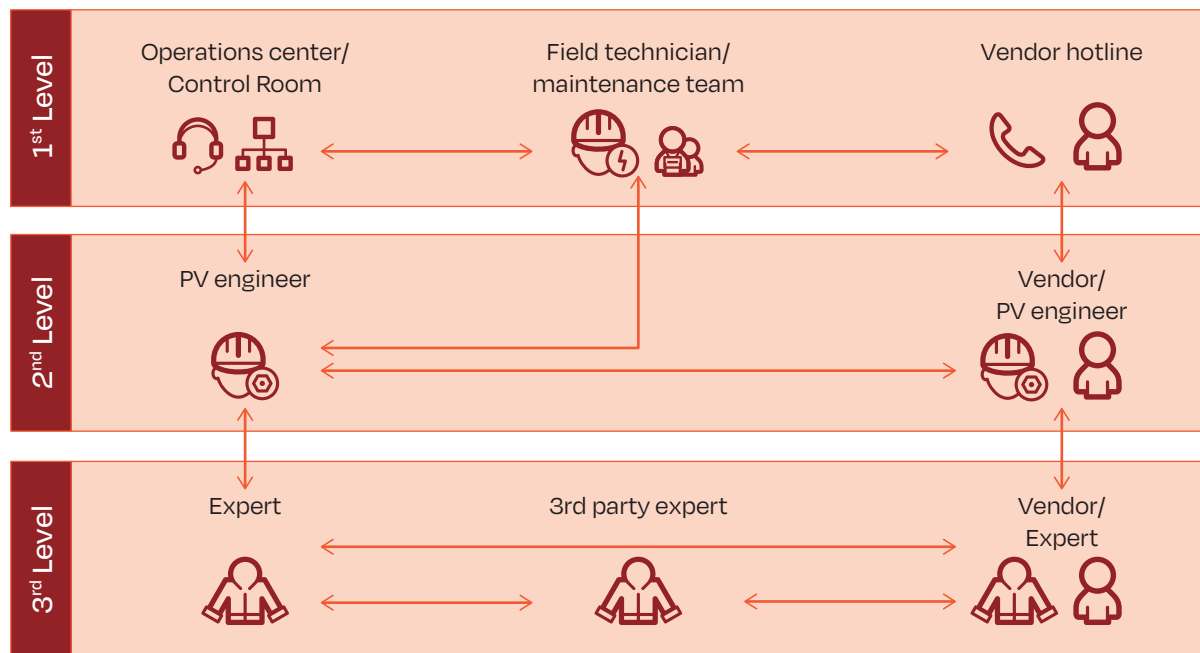 1st Level
Operations center/
Control Room
Field technician/
maintenance team
Vendor hotline
2nd Level
PV engineer
Vendor/
PV engineer
3rd Level
Expert
3rd party expert
Vendor/
Expert